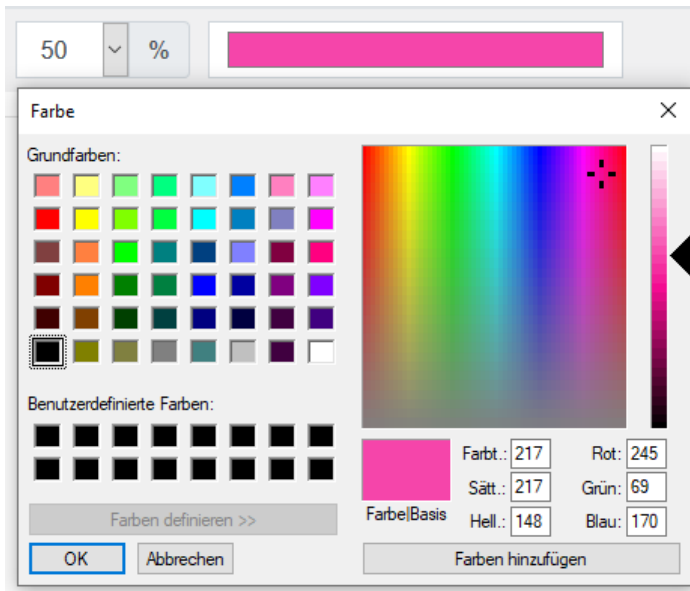 50 %
Farbe
Grundfarben:
Benutzerdefinierte Farben:
Farben definieren >>
OK Abbrechen
Farbt.: 217 Rot: 245
Sätt.: 217 Grün: 69
Farbe|Basis Hell.: 148 Blau: 170
Farben hinzufügen